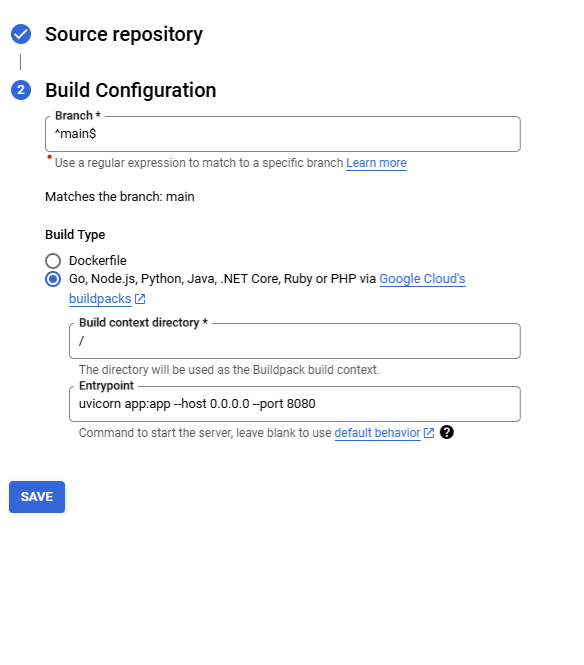 Source repository
2 Build Configuration
Branch *
^main$
Use a regular expression to match to a specific branch Learn more
Matches the branch: main
Build Type
Dockerfile
Go, Node.js, Python, Java, .NET Core, Ruby or PHP via Google Cloud's
buildpacks
Build context directory *
/
The directory will be used as the Buildpack build context.
Entrypoint
uvicorn app:app --host 0.0.0.0 --port 8080
Command to start the server, leave blank to use default behavior ?
SAVE